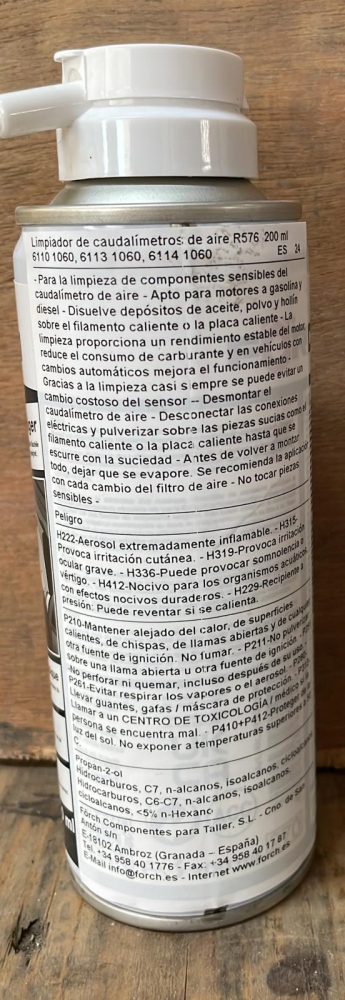 Limpiador de caudalímetros de aire R576 200 ml
6110 1060, 6113 1060, 6114 1060 ES 24
-Para la limpieza de componentes sensibles del
caudalímetro de aire - Apto para motores a gasolina y
diesel - Disuelve depósitos de aceite, polvo y hollín
sobre el filamento caliente o la placa caliente - La
limpieza proporciona un rendimiento estable del motor,
reduce el consumo de carburante y en vehículos con
cambios automáticos mejora el funcionamiento -
Gracias a la limpieza casi siempre se puede evitar un
cambio costoso del sensor -- Desmontar el
caudalímetro de aire - Desconectar las conexiones
eléctricas y pulverizar sobre las piezas sucias como el
filamento caliente o la placa caliente hasta que se
escurre con la suciedad - Antes de volver a montar
todo, dejar que se evapore. Se recomienda la aplicación
con cada cambio del filtro de aire - No tocar piezas
sensibles -
Peligro
H222-Aerosol extremadamente inflamable. - H315-
Provoca irritación cutánea. - H319-Provoca irritación
ocular grave. - H336-Puede provocar somnolencia o
vértigo. - H412-Nocivo para los organismos acuáticos,
con efectos nocivos duraderos. - H229-Recipiente a
presión: Puede reventar si se calienta.
P210-Mantener alejado del calor, de superficies
calientes, de chispas, de llamas abiertas y de cualquier
otra fuente de ignición. No fumar. - P211-No pulverizar
sobre una llama abierta u otra fuente de ignición.
No perforar ni quemar, incluso después de su uso.
P261-Evitar respirar los vapores o el aerosol.
Llevar guantes, gafas / máscara de protección.
Llamar a un CENTRO DE TOXICOLOGÍA / médico si la
persona se encuentra mal. - P410+P412-Proteger de la
luz del sol. No exponer a temperaturas superiores a
C.
Propan-2-ol
Hidrocarburos, C7, n-alcanos, isoalcanos, cicloalcanos
Hidrocarburos, C6-C7, n-alcanos, isoalcanos,
cicloalcanos, <5% n-Hexano
Förch Componentes para Taller, S.L. - Cno. de San
Antón s/n
E-18102 Ambroz (Granada – España)
Tel. +34 958 40 1776 - Fax: +34 958 40 17 87
E-Mail info@forch.es - Internet www.forch.es